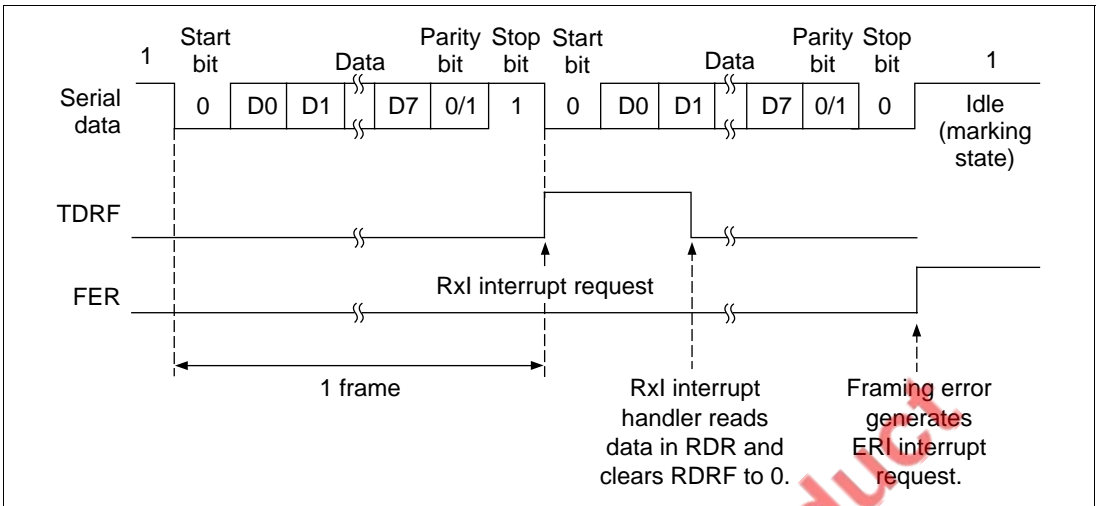 1 Start bit Data Parity bit Stop bit Start bit Data Parity bit Stop bit 1
Serial data 0 D0 D1 D7 0/1 1 0 D0 D1 D7 0/1 0 Idle (marking state)
TDRF
RxI interrupt request
FER
1 frame
RxI interrupt handler reads data in RDR and clears RDRF to 0.
Framing error generates ERI interrupt request.
duct